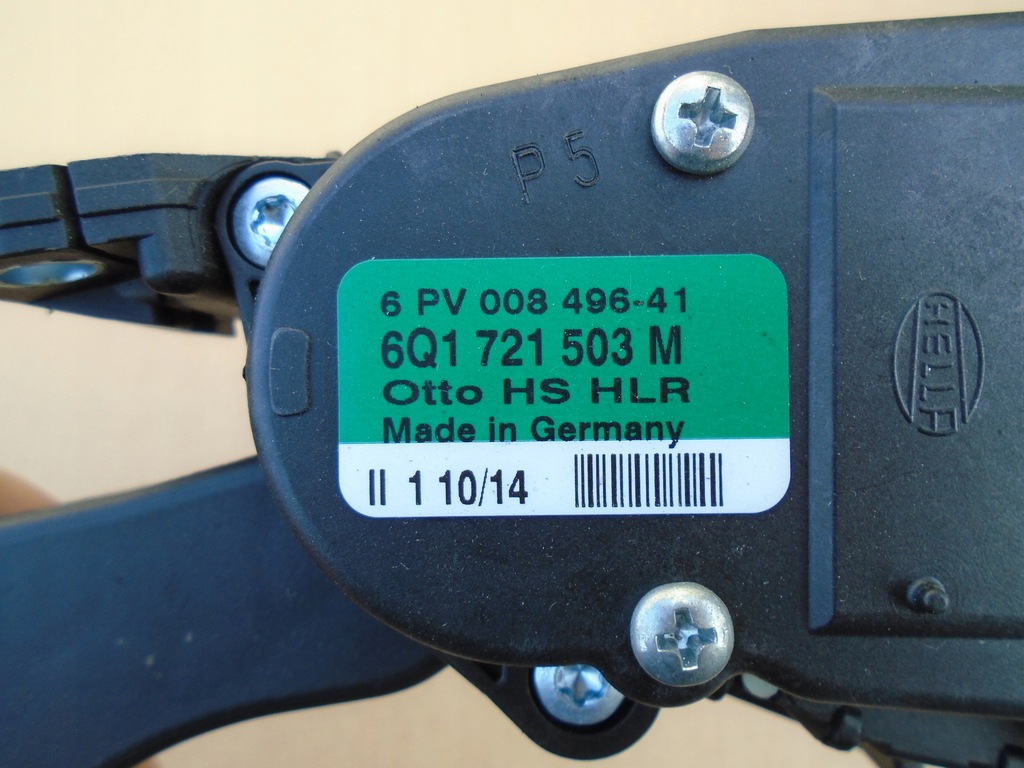 P5
6 PV 008 496-41
6Q1 721 503 M
Otto HS HLR
Made in Germany
II 1 10/14
HELLA